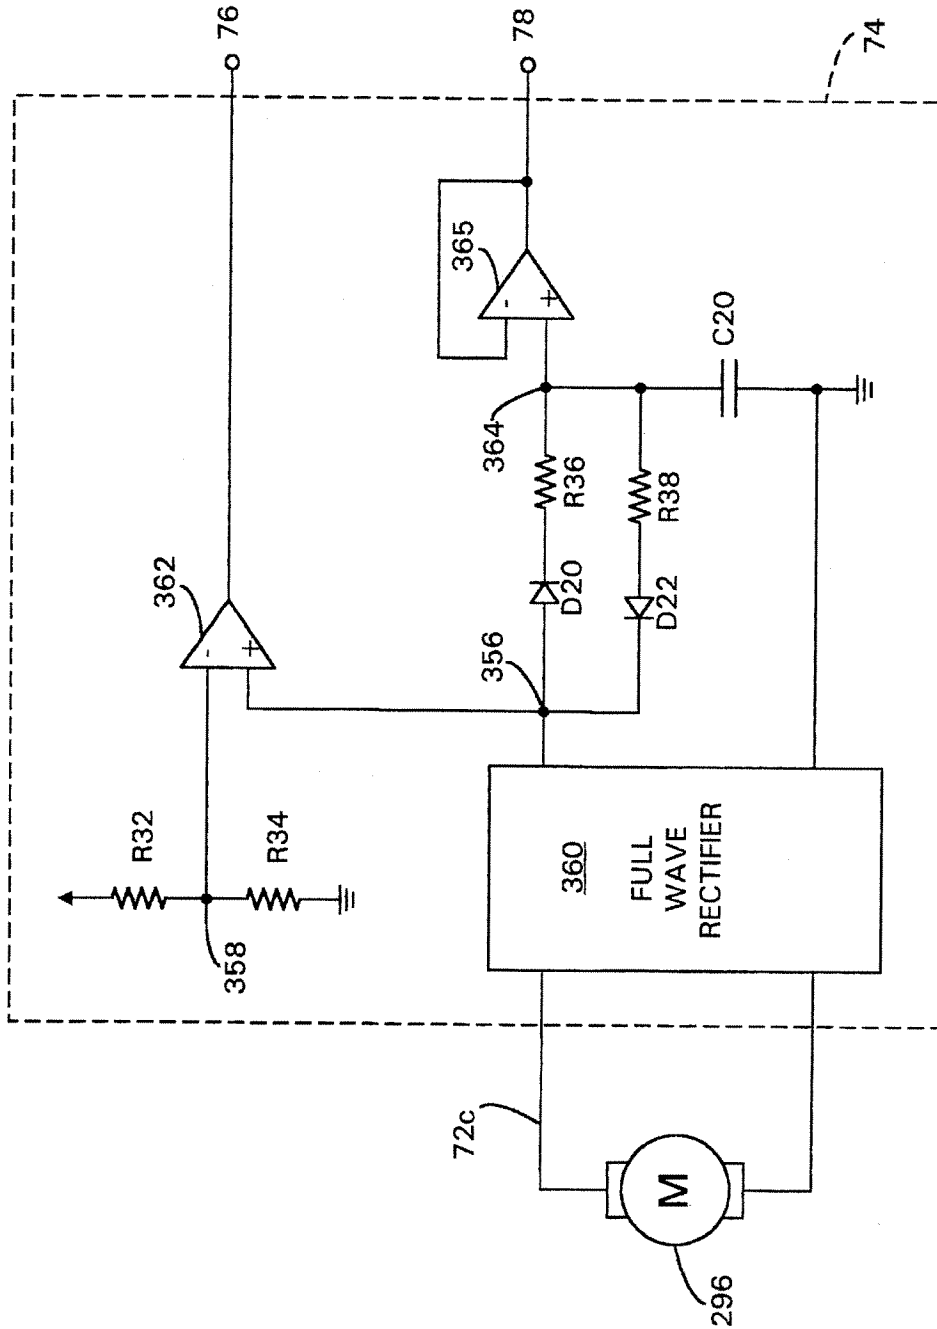 76
78
74
362
365
364
C20
R36
R38
D20
D22
356
R32
R34
358
360
FULL
WAVE
RECTIFIER
72c
M
296
-
+
-
+